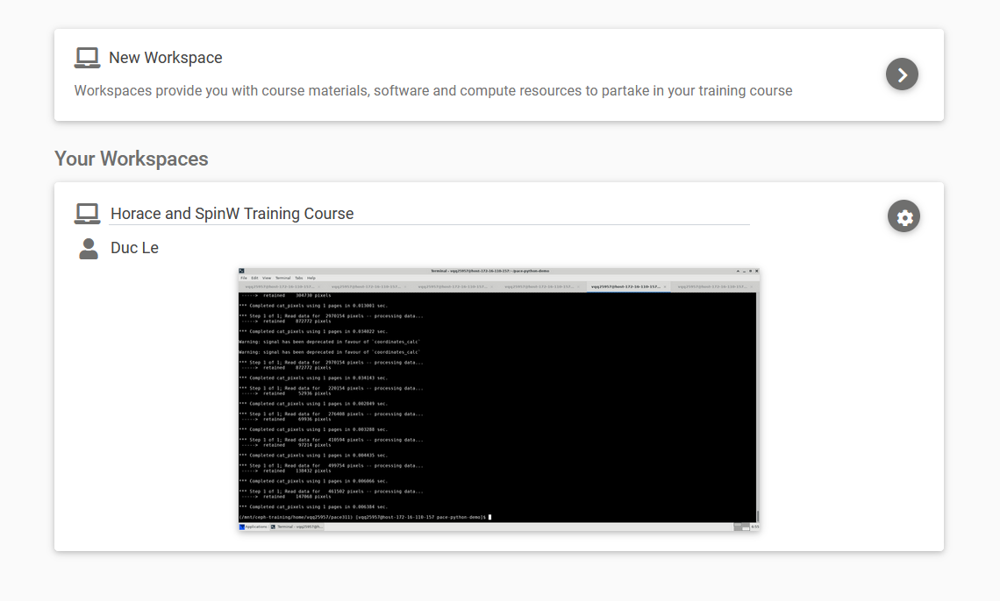 New Workspace
Workspaces provide you with course materials, software and compute resources to partake in your training course
Your Workspaces
Horace and SpinW Training Course
Duc Le
Terminal - vqq25957@host-172-16-110-157:~/pace-python-demo
File Edit View Terminal Tabs Help
vqq25957@host-172-16-110-157... vqq25957@host-172-16-110-157... vqq25957@host-172-16-110-157... vqq25957@host-172-16-110-157... vqq25957@host-172-16-110-157... vqq25957@host-172-16-110-157...
-----> retained 304730 pixels
*** Completed cat_pixels using 1 pages in 0.013001 sec.
*** Step 1 of 1; Read data for 2970154 pixels -- processing data...
-----> retained 872772 pixels
*** Completed cat_pixels using 1 pages in 0.034022 sec.
Warning: signal has been deprecated in favour of `coordinates_calc`
Warning: signal has been deprecated in favour of `coordinates_calc`
*** Step 1 of 1; Read data for 2970154 pixels -- processing data...
-----> retained 872772 pixels
*** Completed cat_pixels using 1 pages in 0.034143 sec.
*** Step 1 of 1; Read data for 220154 pixels -- processing data...
-----> retained 52936 pixels
*** Completed cat_pixels using 1 pages in 0.002849 sec.
*** Step 1 of 1; Read data for 276408 pixels -- processing data...
-----> retained 69936 pixels
*** Completed cat_pixels using 1 pages in 0.003288 sec.
*** Step 1 of 1; Read data for 410594 pixels -- processing data...
-----> retained 97214 pixels
*** Completed cat_pixels using 1 pages in 0.004435 sec.
*** Step 1 of 1; Read data for 499754 pixels -- processing data...
-----> retained 138432 pixels
*** Completed cat_pixels using 1 pages in 0.006066 sec.
*** Step 1 of 1; Read data for 461502 pixels -- processing data...
-----> retained 147068 pixels
*** Completed cat_pixels using 1 pages in 0.006384 sec.
(/mnt/ceph-training/home/vqq25957/pace311) [vqq25957@host-172-16-110-157 pace-python-demo]$
Applications Terminal - vqq25957@h...